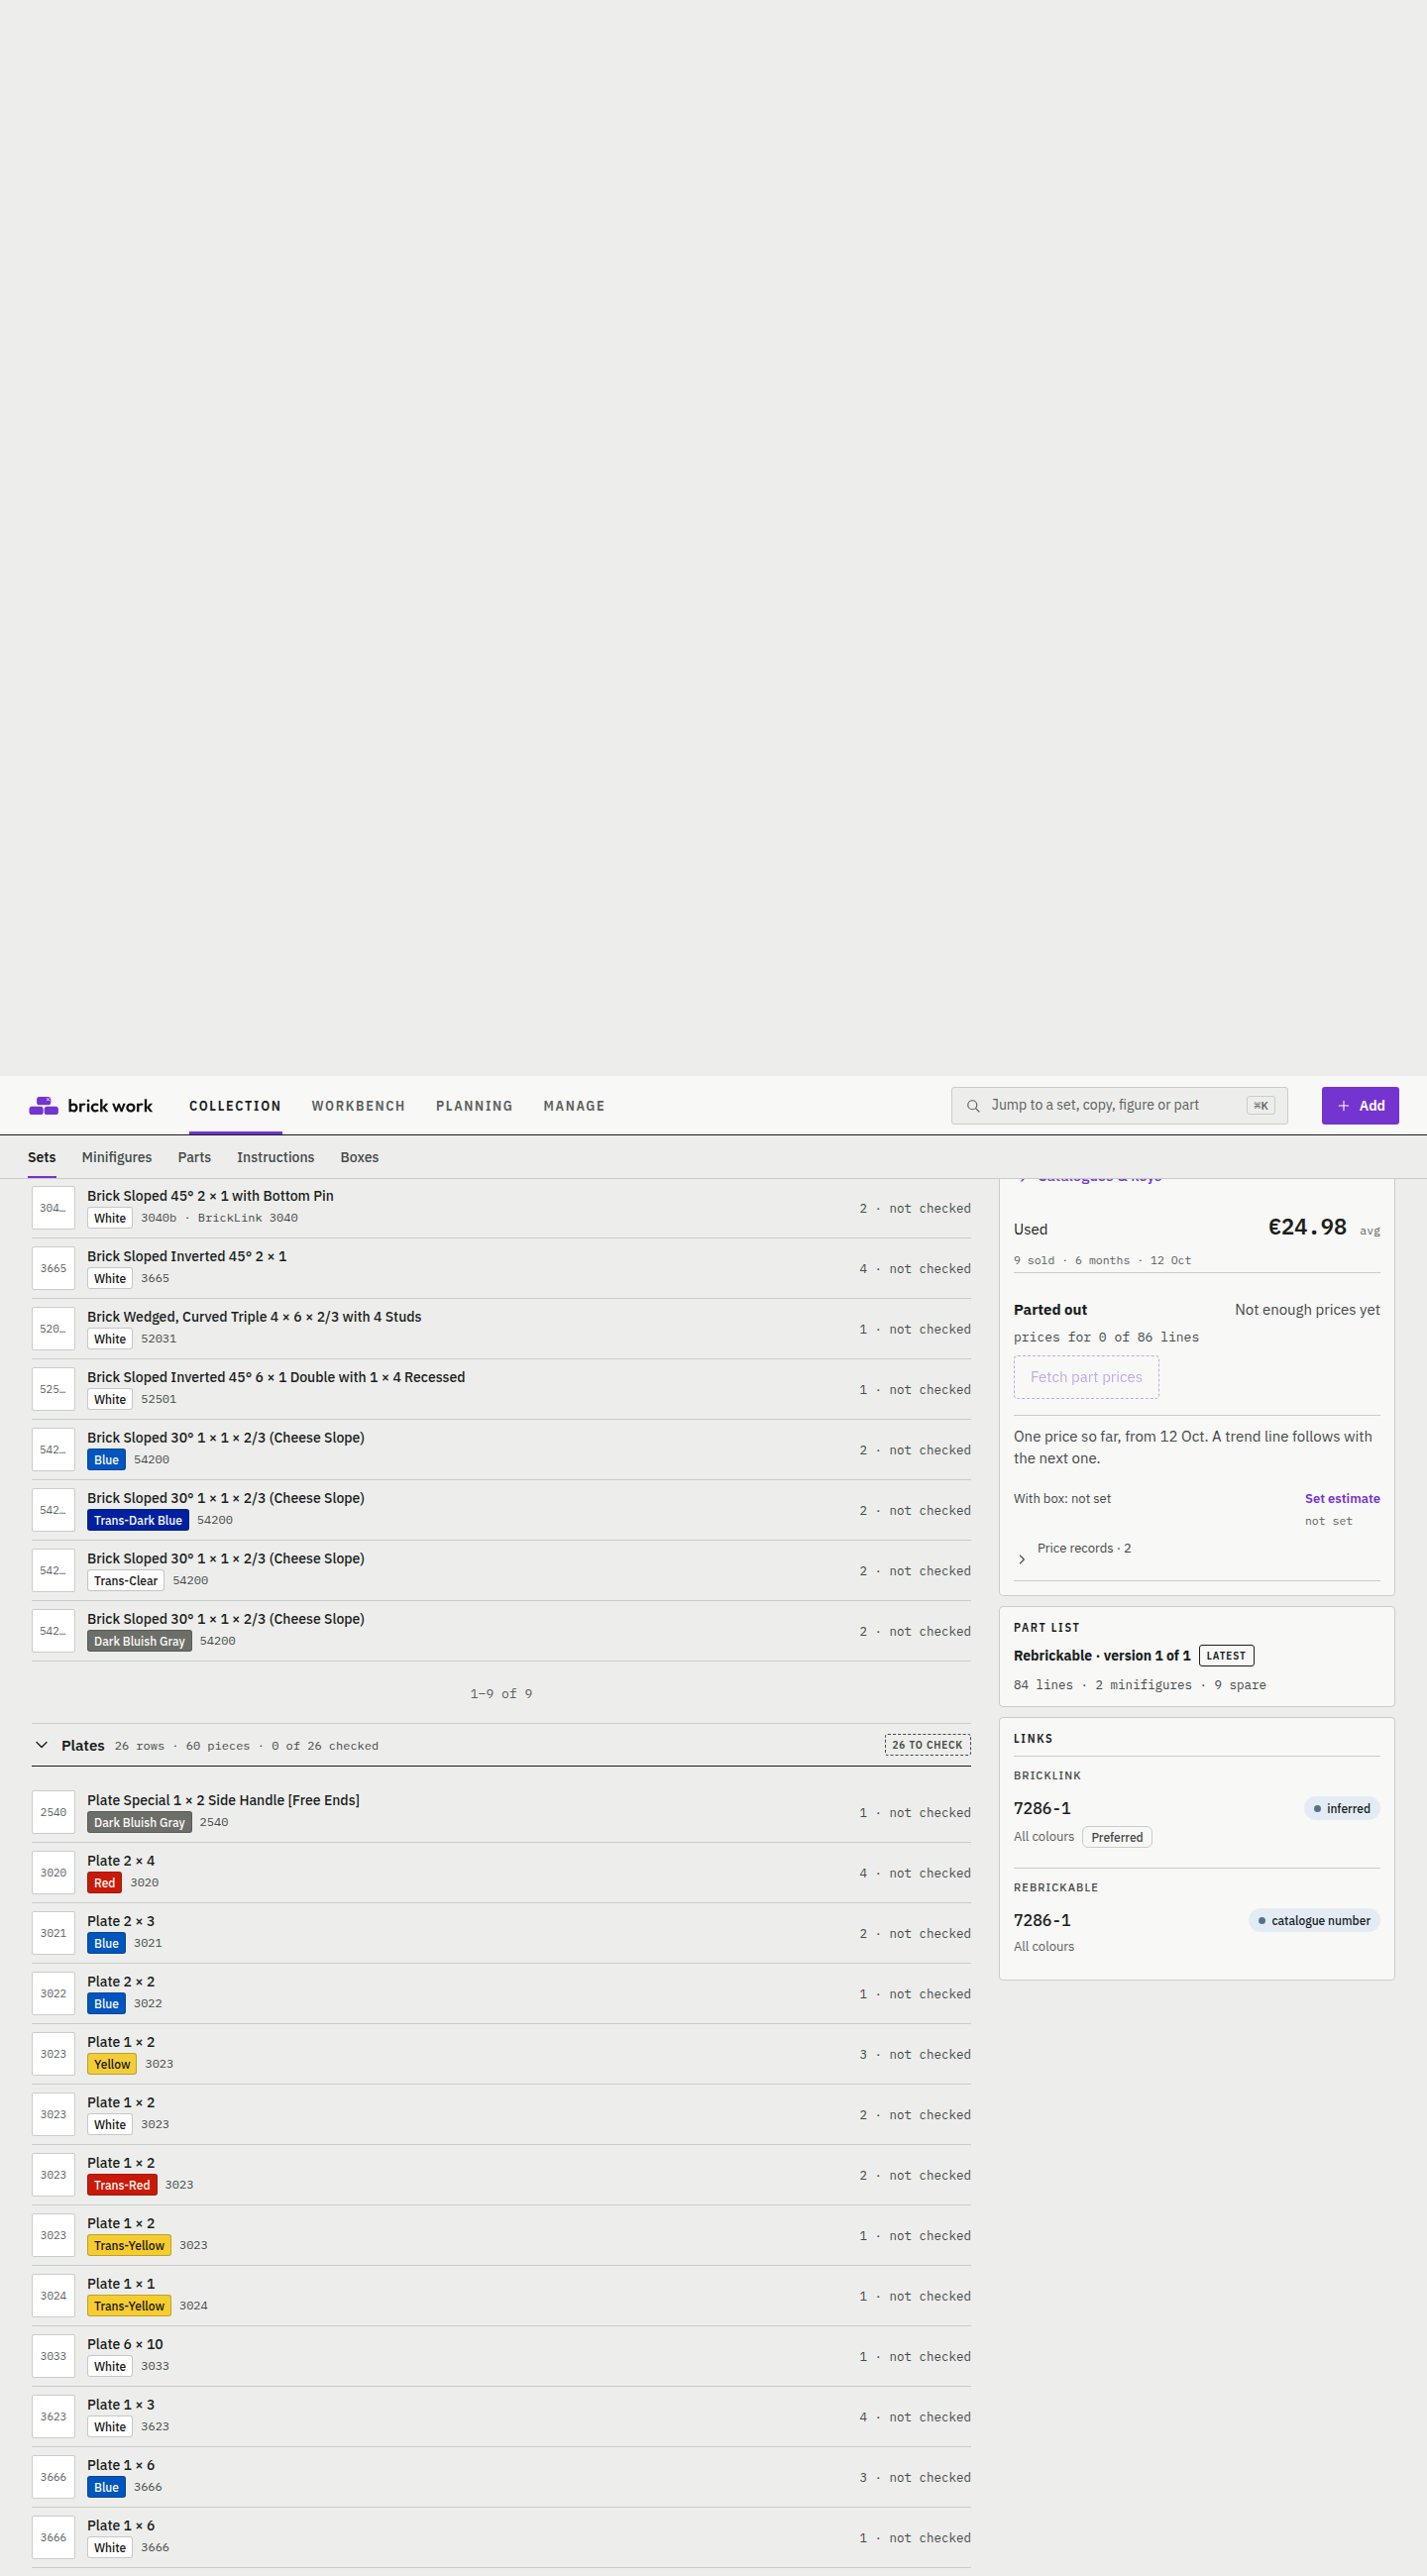 brick work
COLLECTION WORKBENCH PLANNING MANAGE
Jump to a set, copy, figure or part ⌘K
+ Add
Sets Minifigures Parts Instructions Boxes
304… Brick Sloped 45° 2 × 1 with Bottom Pin
White 3040b · BrickLink 3040
2 · not checked
3665 Brick Sloped Inverted 45° 2 × 1
White 3665
4 · not checked
520… Brick Wedged, Curved Triple 4 × 6 × 2/3 with 4 Studs
White 52031
1 · not checked
525… Brick Sloped Inverted 45° 6 × 1 Double with 1 × 4 Recessed
White 52501
1 · not checked
542… Brick Sloped 30° 1 × 1 × 2/3 (Cheese Slope)
Blue 54200
2 · not checked
542… Brick Sloped 30° 1 × 1 × 2/3 (Cheese Slope)
Trans-Dark Blue 54200
2 · not checked
542… Brick Sloped 30° 1 × 1 × 2/3 (Cheese Slope)
Trans-Clear 54200
2 · not checked
542… Brick Sloped 30° 1 × 1 × 2/3 (Cheese Slope)
Dark Bluish Gray 54200
2 · not checked
1–9 of 9
Plates 26 rows · 60 pieces · 0 of 26 checked
26 TO CHECK
2540 Plate Special 1 × 2 Side Handle [Free Ends]
Dark Bluish Gray 2540
1 · not checked
3020 Plate 2 × 4
Red 3020
4 · not checked
3021 Plate 2 × 3
Blue 3021
2 · not checked
3022 Plate 2 × 2
Blue 3022
1 · not checked
3023 Plate 1 × 2
Yellow 3023
3 · not checked
3023 Plate 1 × 2
White 3023
2 · not checked
3023 Plate 1 × 2
Trans-Red 3023
2 · not checked
3023 Plate 1 × 2
Trans-Yellow 3023
1 · not checked
3024 Plate 1 × 1
Trans-Yellow 3024
1 · not checked
3033 Plate 6 × 10
White 3033
1 · not checked
3623 Plate 1 × 3
White 3623
4 · not checked
3666 Plate 1 × 6
Blue 3666
3 · not checked
3666 Plate 1 × 6
White 3666
1 · not checked
Catalogues & keys
Used €24.98 avg
9 sold · 6 months · 12 Oct
Parted out Not enough prices yet
prices for 0 of 86 lines
Fetch part prices
One price so far, from 12 Oct. A trend line follows with
the next one.
With box: not set Set estimate
not set
Price records · 2
PART LIST
Rebrickable · version 1 of 1 LATEST
84 lines · 2 minifigures · 9 spare
LINKS
BRICKLINK
7286-1 inferred
All colours Preferred
REBRICKABLE
7286-1 catalogue number
All colours